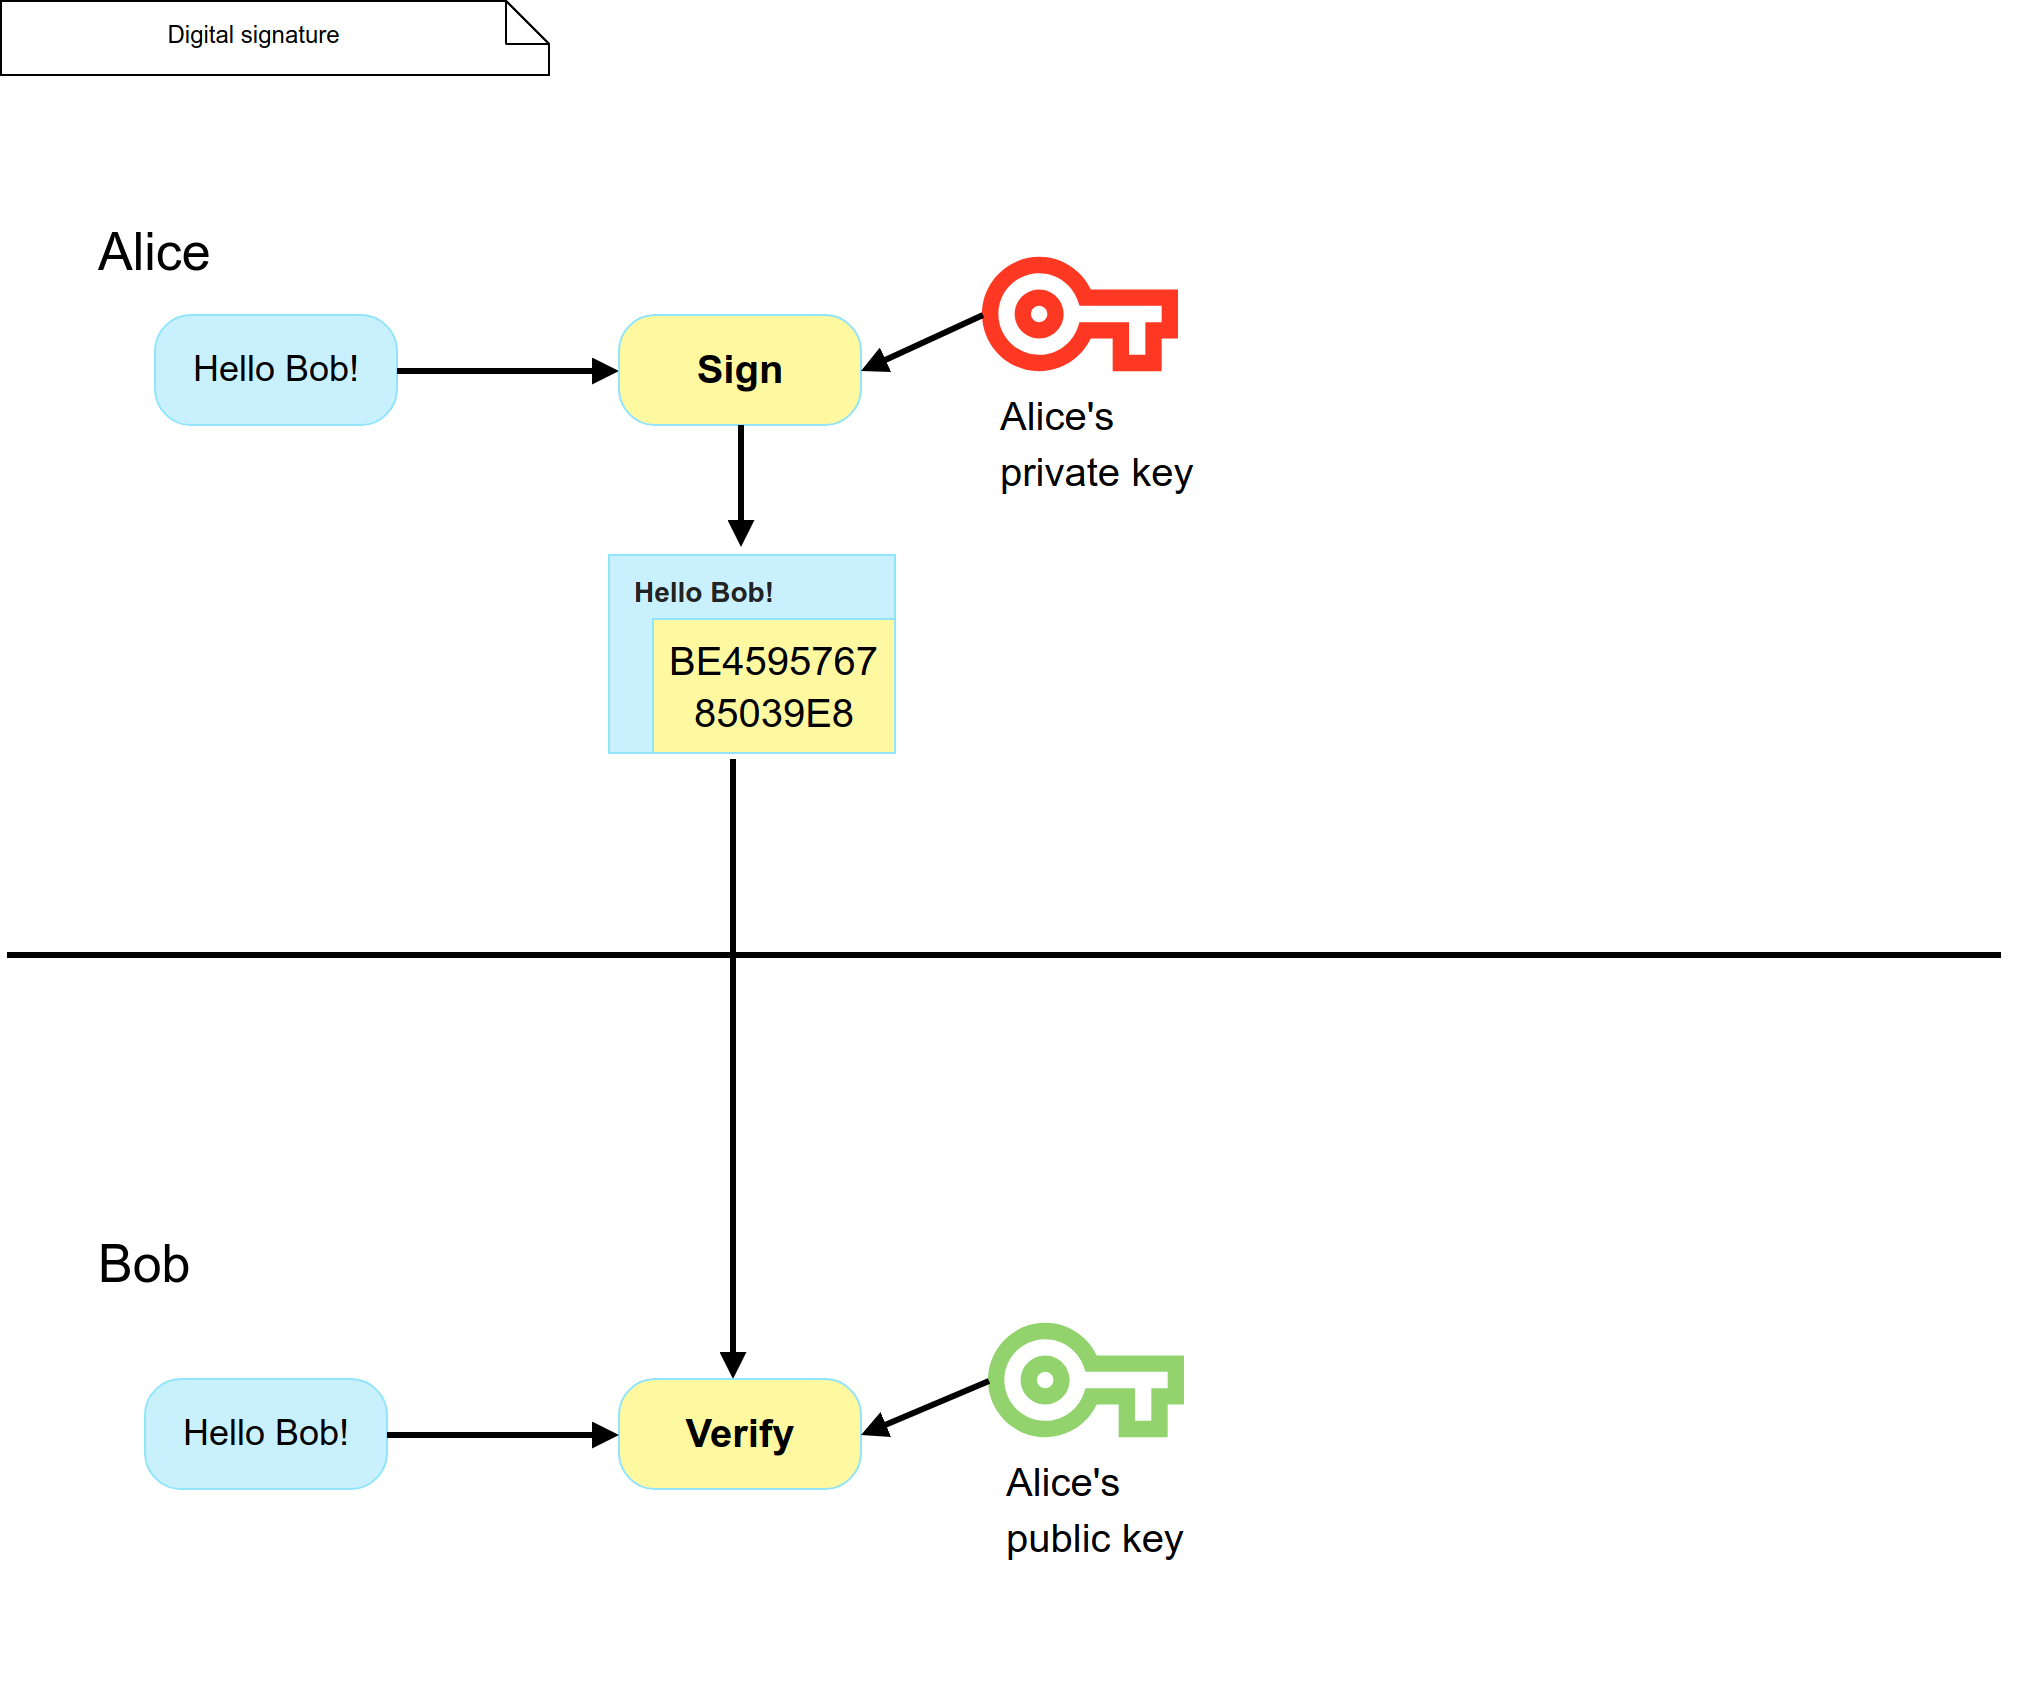 Digital signature
Alice
Hello Bob!
Sign
Alice's
private key
Hello Bob!
BE4595767
85039E8
Bob
Hello Bob!
Verify
Alice's
public key